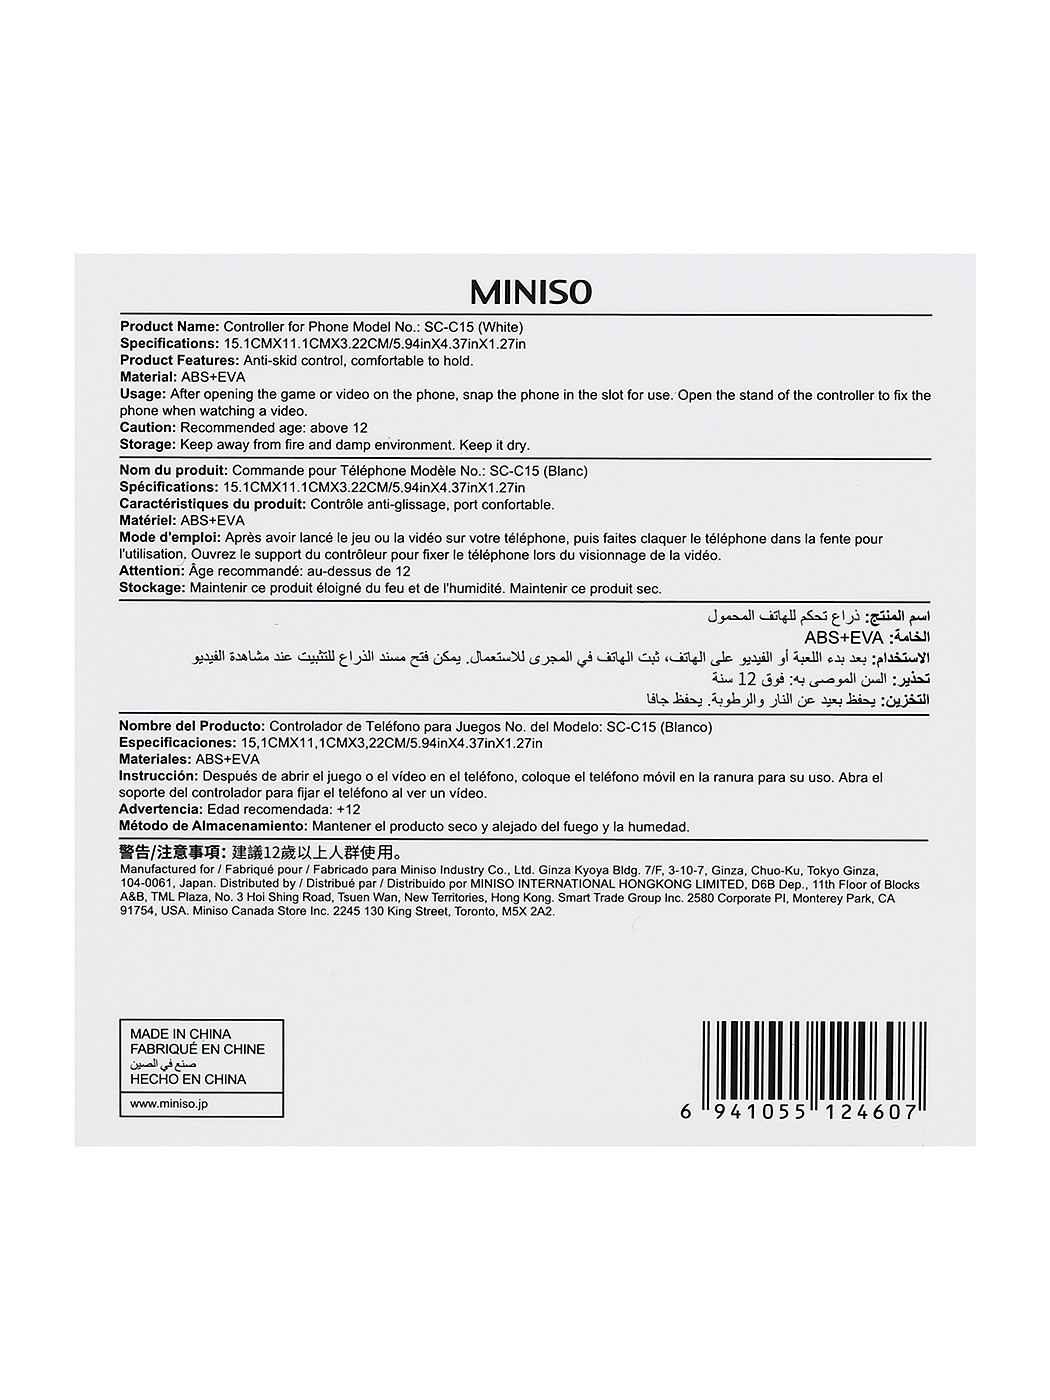 MINISO
Product Name: Controller for Phone Model No.: SC-C15 (White)
Specifications: 15.1CMX11.1CMX3.22CM/5.94inX4.37inX1.27in
Product Features: Anti-skid control, comfortable to hold.
Material: ABS+EVA
Usage: After opening the game or video on the phone, snap the phone in the slot for use. Open the stand of the controller to fix the
phone when watching a video.
Caution: Recommended age: above 12
Storage: Keep away from fire and damp environment. Keep it dry.
Nom du produit: Commande pour Téléphone Modèle No.: SC-C15 (Blanc)
Spécifications: 15.1CMX11.1CMX3.22CM/5.94inX4.37inX1.27in
Caractéristiques du produit: Contrôle anti-glissage, port confortable.
Matériel: ABS+EVA
Mode d'emploi: Après avoir lancé le jeu ou la vidéo sur votre téléphone, puis faites claquer le téléphone dans la fente pour
l'utilisation. Ouvrez le support du contrôleur pour fixer le téléphone lors du visionnage de la vidéo.
Attention: Âge recommandé: au-dessus de 12
Stockage: Maintenir ce produit éloigné du feu et de l'humidité. Maintenir ce produit sec.
اسم المنتج: ذراع تحكم للهاتف المحمول
الخامة: ABS+EVA
الاستخدام: بعد بدء اللعبة أو الفيديو على الهاتف، ثبت الهاتف في المجرى للاستعمال. يمكن فتح مسند الذراع للتثبيت عند مشاهدة الفيديو
تحذير: السن الموصى به: فوق 12 سنة
التخزين: يحفظ بعيد عن النار والرطوبة. يحفظ جافا
Nombre del Producto: Controlador de Teléfono para Juegos No. del Modelo: SC-C15 (Blanco)
Especificaciones: 15,1CMX11,1CMX3,22CM/5.94inX4.37inX1.27in
Materiales: ABS+EVA
Instrucción: Después de abrir el juego o el vídeo en el teléfono, coloque el teléfono móvil en la ranura para su uso. Abra el
soporte del controlador para fijar el teléfono al ver un vídeo.
Advertencia: Edad recomendada: +12
Método de Almacenamiento: Mantener el producto seco y alejado del fuego y la humedad.
警告/注意事項: 建議12歲以上人群使用。
Manufactured for / Fabriqué pour / Fabricado para Miniso Industry Co., Ltd. Ginza Kyoya Bldg. 7/F, 3-10-7, Ginza, Chuo-Ku, Tokyo Ginza,
104-0061, Japan. Distributed by / Distribué par / Distribuido por MINISO INTERNATIONAL HONGKONG LIMITED, D6B Dep., 11th Floor of Blocks
A&B, TML Plaza, No. 3 Hoi Shing Road, Tsuen Wan, New Territories, Hong Kong. Smart Trade Group Inc. 2580 Corporate Pl, Monterey Park, CA
91754, USA. Miniso Canada Store Inc. 2245 130 King Street, Toronto, M5X 2A2.
MADE IN CHINA
FABRIQUÉ EN CHINE
صنع في الصين
HECHO EN CHINA
www.miniso.jp
6 941055 124607